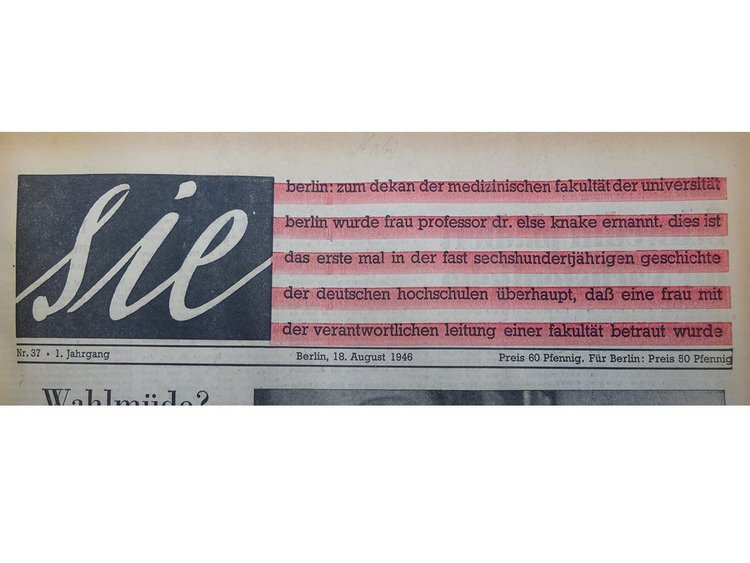 sie
berlin: zum dekan der medizinischen fakultät der universität
berlin wurde frau professor dr. else knake ernannt. dies ist
das erste mal in der fast sechshundertjährigen geschichte
der deutschen hochschulen überhaupt, daß eine frau mit
der verantwortlichen leitung einer fakultät betraut wurde
Nr. 37 • 1. Jahrgang Berlin, 18. August 1946 Preis 60 Pfennig. Für Berlin: Preis 50 Pfennig
Wahlmüde?